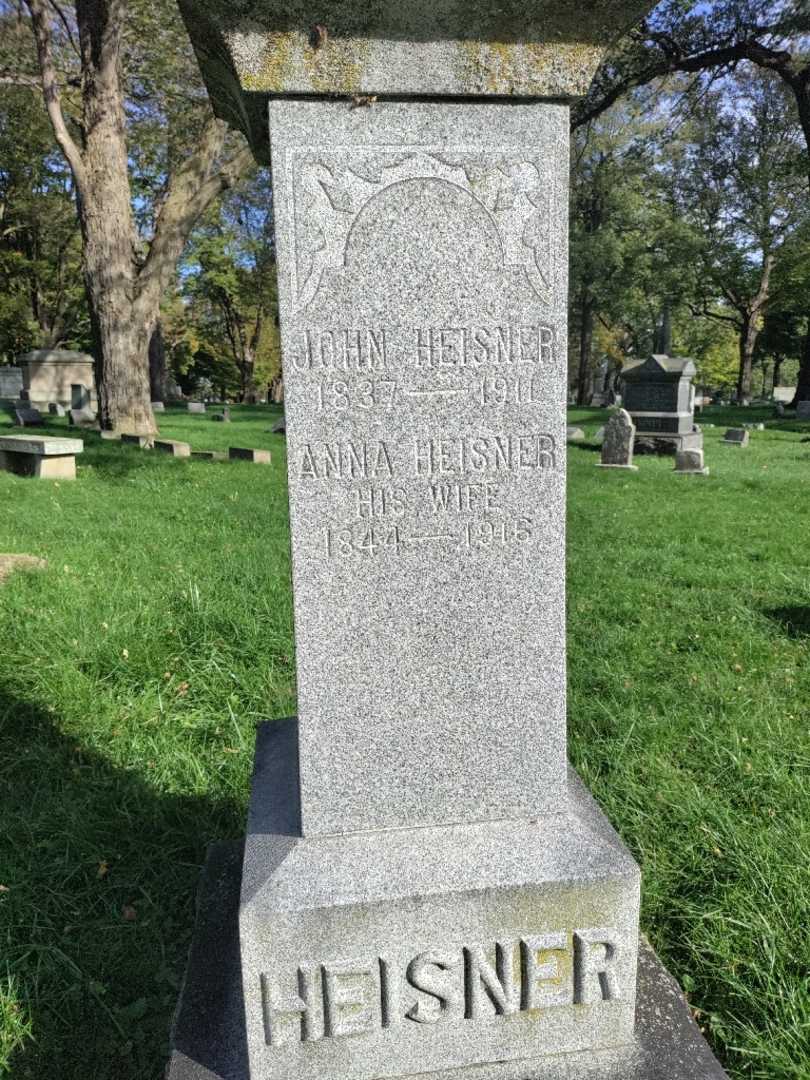 JOHN HEISNER
1837—1911
ANNA HEISNER
HIS WIFE
1844—1916
HEISNER